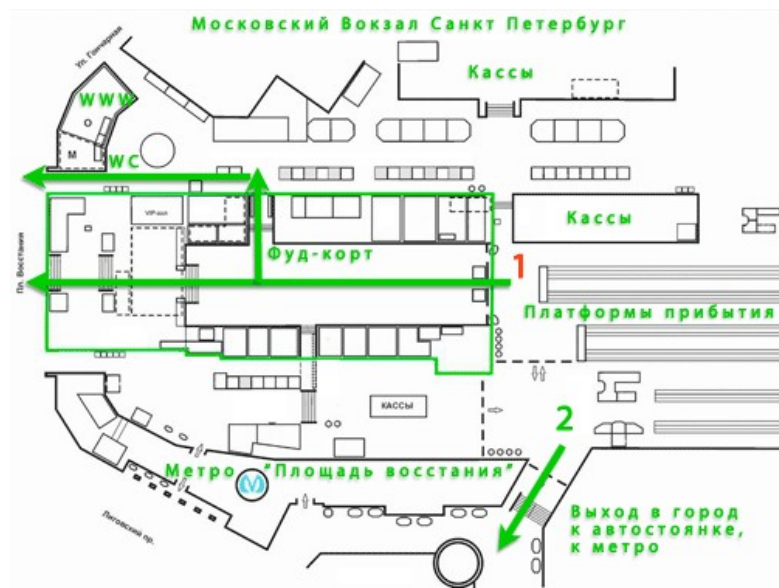 Московский Вокзал Санкт Петербург
Ул. Гончарная
Кассы
WWW
М
WC
VIP-зал
Кассы
Фуд-корт
1
Пл. Восстания
Платформы прибытия
КАССЫ
2
Метро "Площадь восстания"
Лиговский пр.
Выход в город
к автостоянке,
к метро